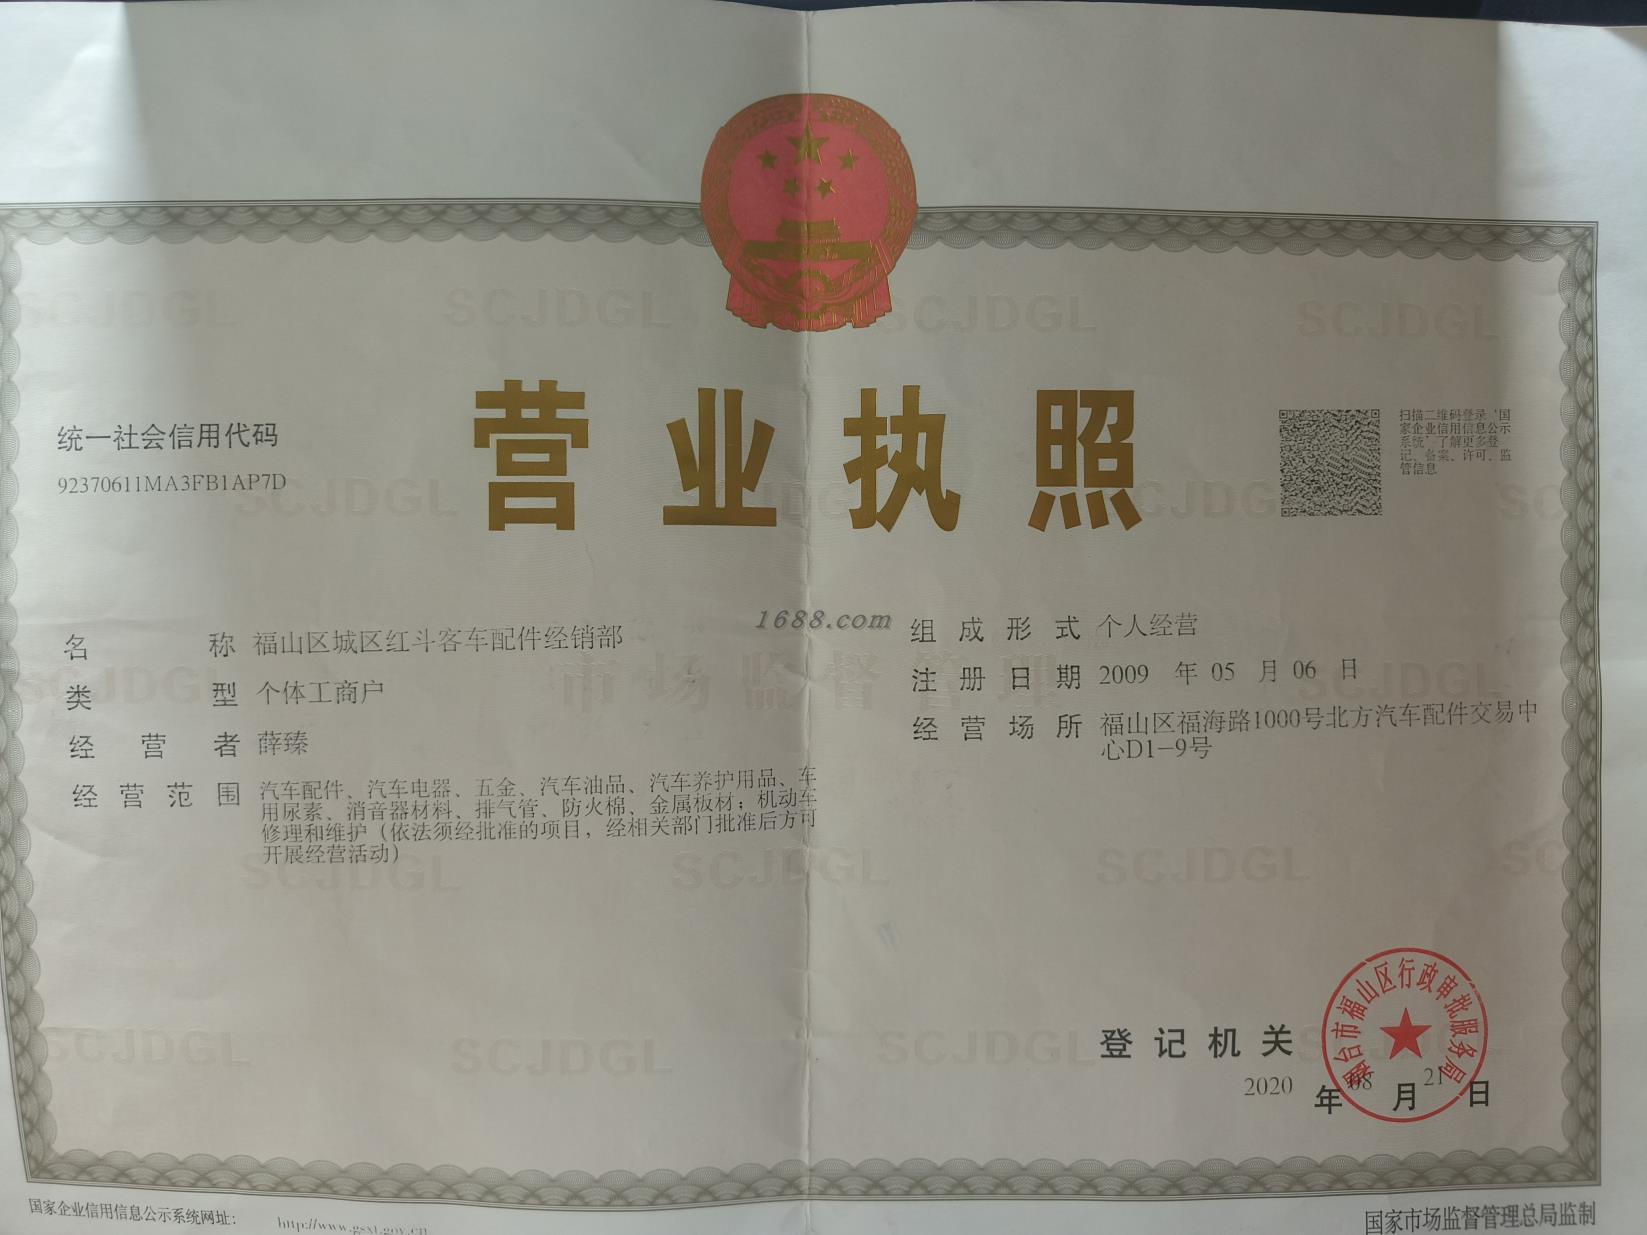 营业执照
统一社会信用代码
92370611MA3FB1AP7D
扫描二维码登录'国
家企业信用信息公示
系统'了解更多登
记、备案、许可、监
管信息
1688.com
名称 福山区城区红斗客车配件经销部
类型 个体工商户
经营者 薛臻
经营范围 汽车配件、汽车电器、五金、汽车油品、汽车养护用品、车
用尿素、消音器材料、排气管、防火棉、金属板材；机动车
修理和维护（依法须经批准的项目，经相关部门批准后方可
开展经营活动）
组成形式 个人经营
注册日期 2009 年 05 月 06 日
经营场所 福山区福海路1000号北方汽车配件交易中
心D1-9号
市场监督管理
SCJDGL
登记机关
烟台市福山区行政审批服务局
2020 年 08 月 21 日
国家企业信用信息公示系统网址：
http://www.gsxt.gov.cn
国家市场监督管理总局监制